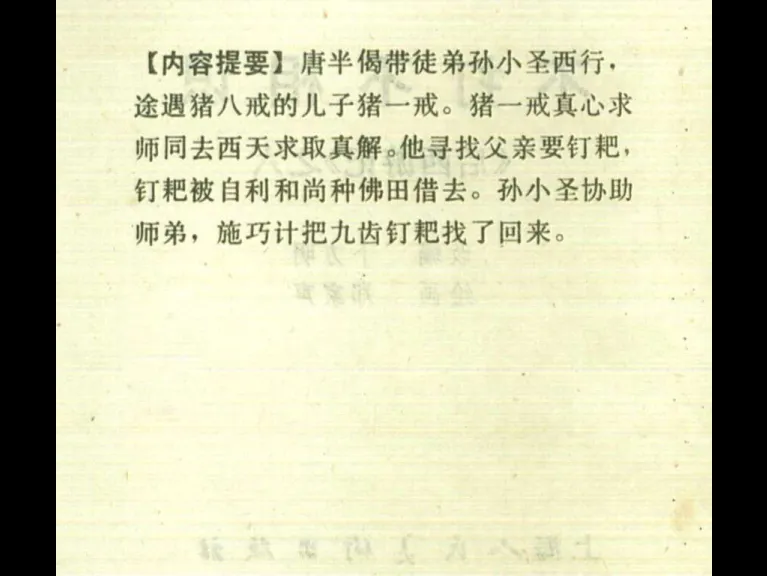 【内容提要】唐半偈带徒弟孙小圣西行，
途遇猪八戒的儿子猪一戒。猪一戒真心求
师同去西天求取真解。他寻找父亲要钉耙，
钉耙被自利和尚种佛田借去。孙小圣协助
师弟，施巧计把九齿钉耙找了回来。